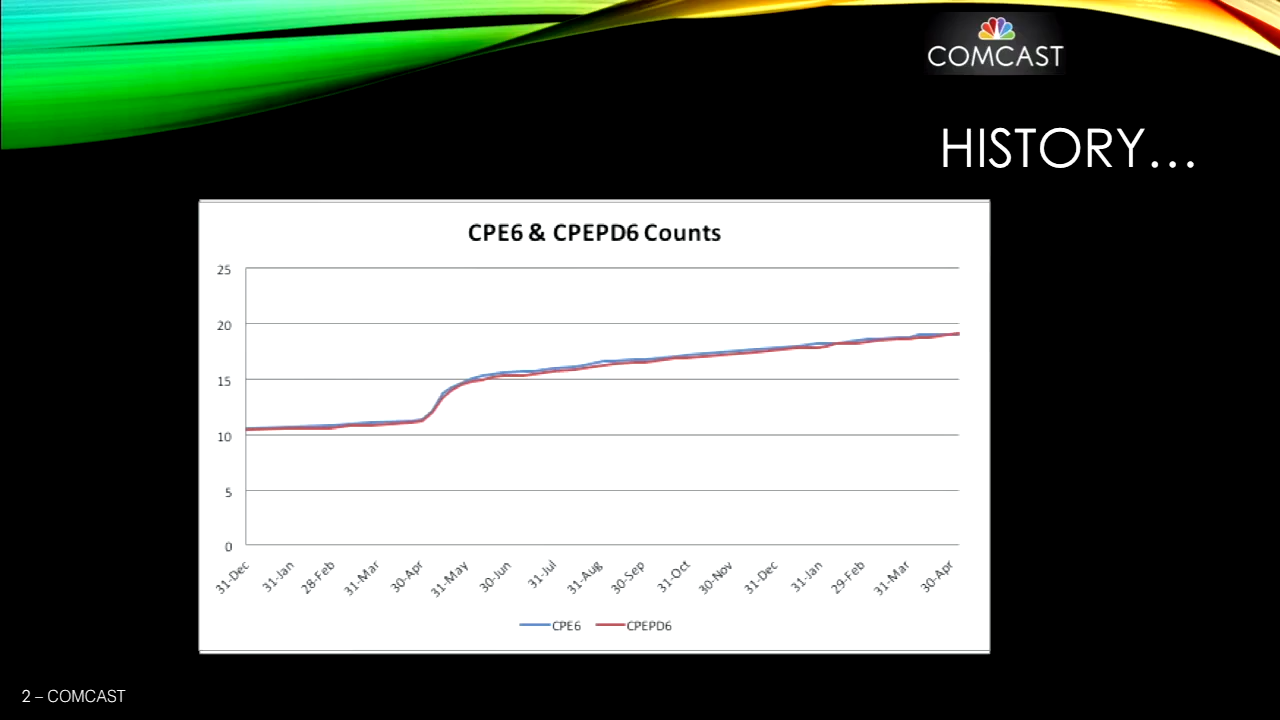 COMCAST
HISTORY...
CPE6 & CPEPD6 Counts
25
20
15
10
5
0
31-Dec
31-Jan
28-Feb
31-Mar
30-Apr
31-May
30-Jun
31-Jul
31-Aug
30-Sep
31-Oct
30-Nov
31-Dec
31-Jan
29-Feb
31-Mar
30-Apr
CPE6
CPEPD6
2 – COMCAST